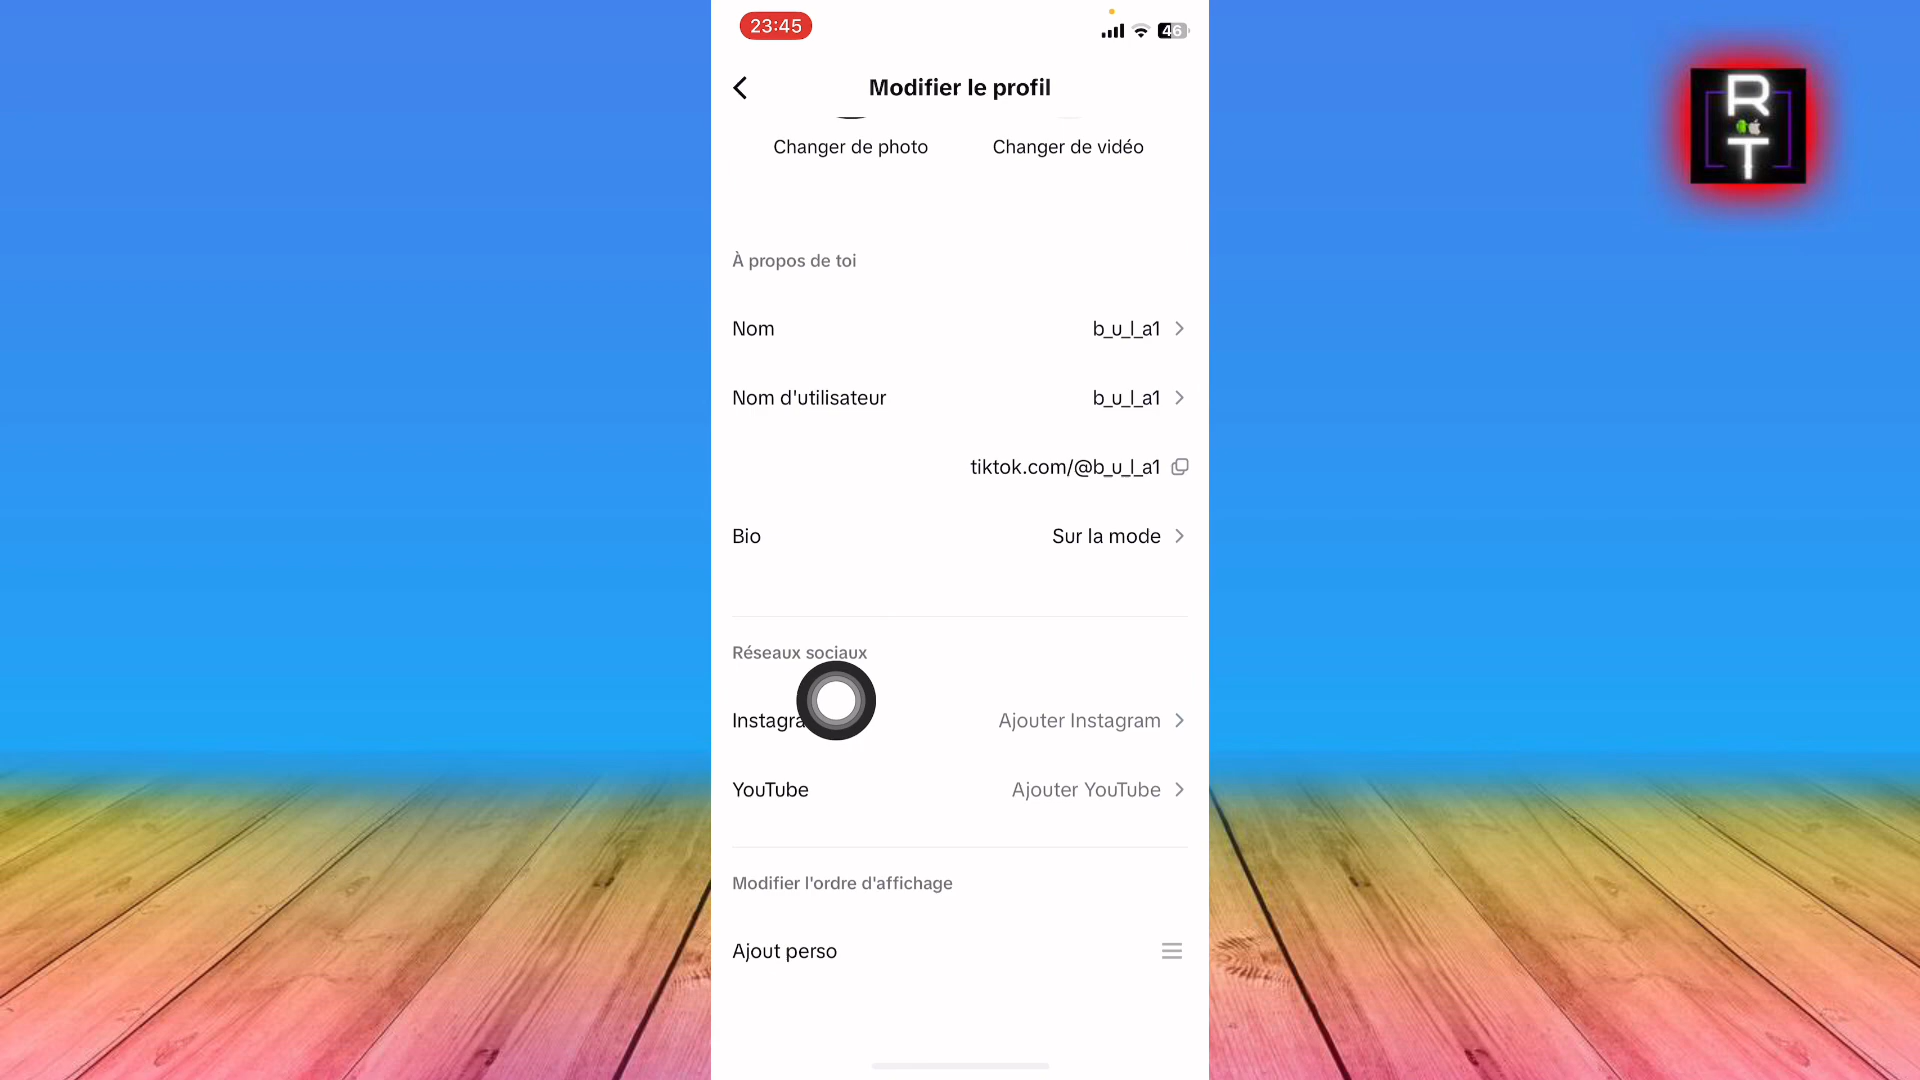 23:45
46
Modifier le profil
Changer de photo
Changer de vidéo
À propos de toi
Nom
b_u_l_a1
Nom d'utilisateur
b_u_l_a1
tiktok.com/@b_u_l_a1
Bio
Sur la mode
Réseaux sociaux
Instagra
Ajouter Instagram
YouTube
Ajouter YouTube
Modifier l'ordre d'affichage
Ajout perso
R
T